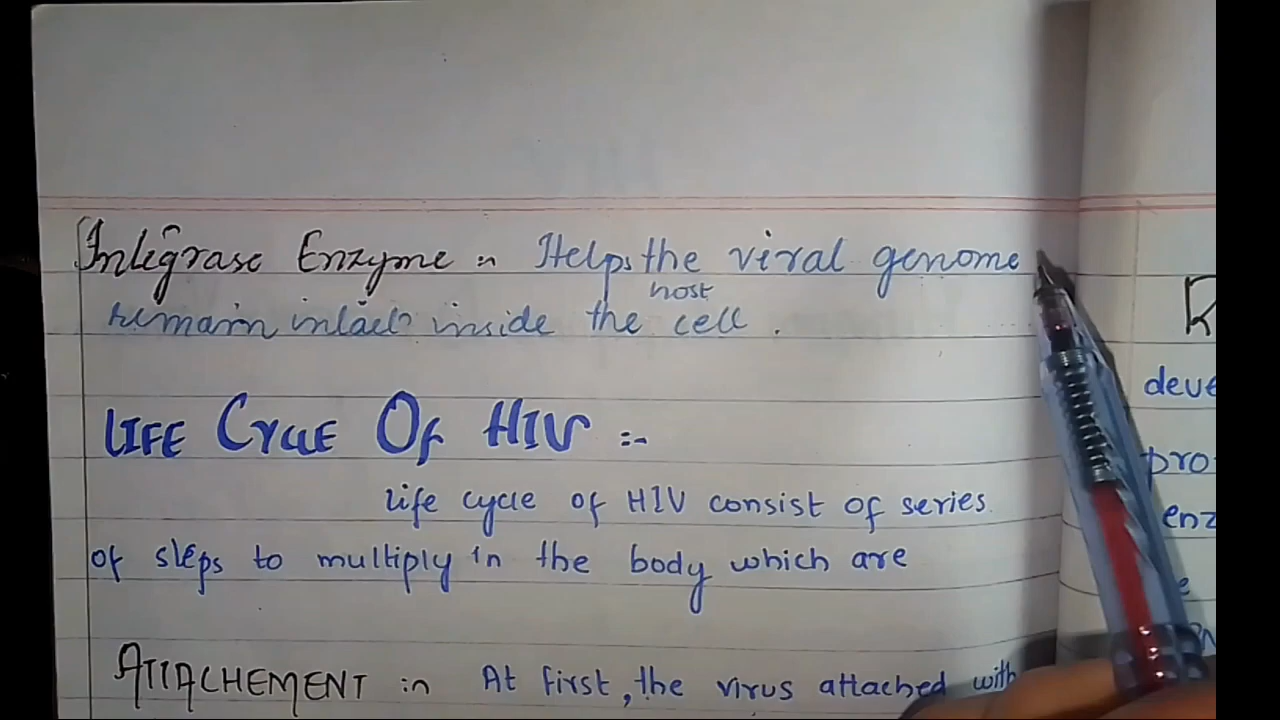 Integrase Enzyme :- Helps the viral genome
remain intact inside the host cell.
LIFE CYCLE OF HIV :-
life cycle of HIV consist of series
of steps to multiply in the body which are
ATTACHEMENT :- At first, the virus attached with
R
deve
pro
enz